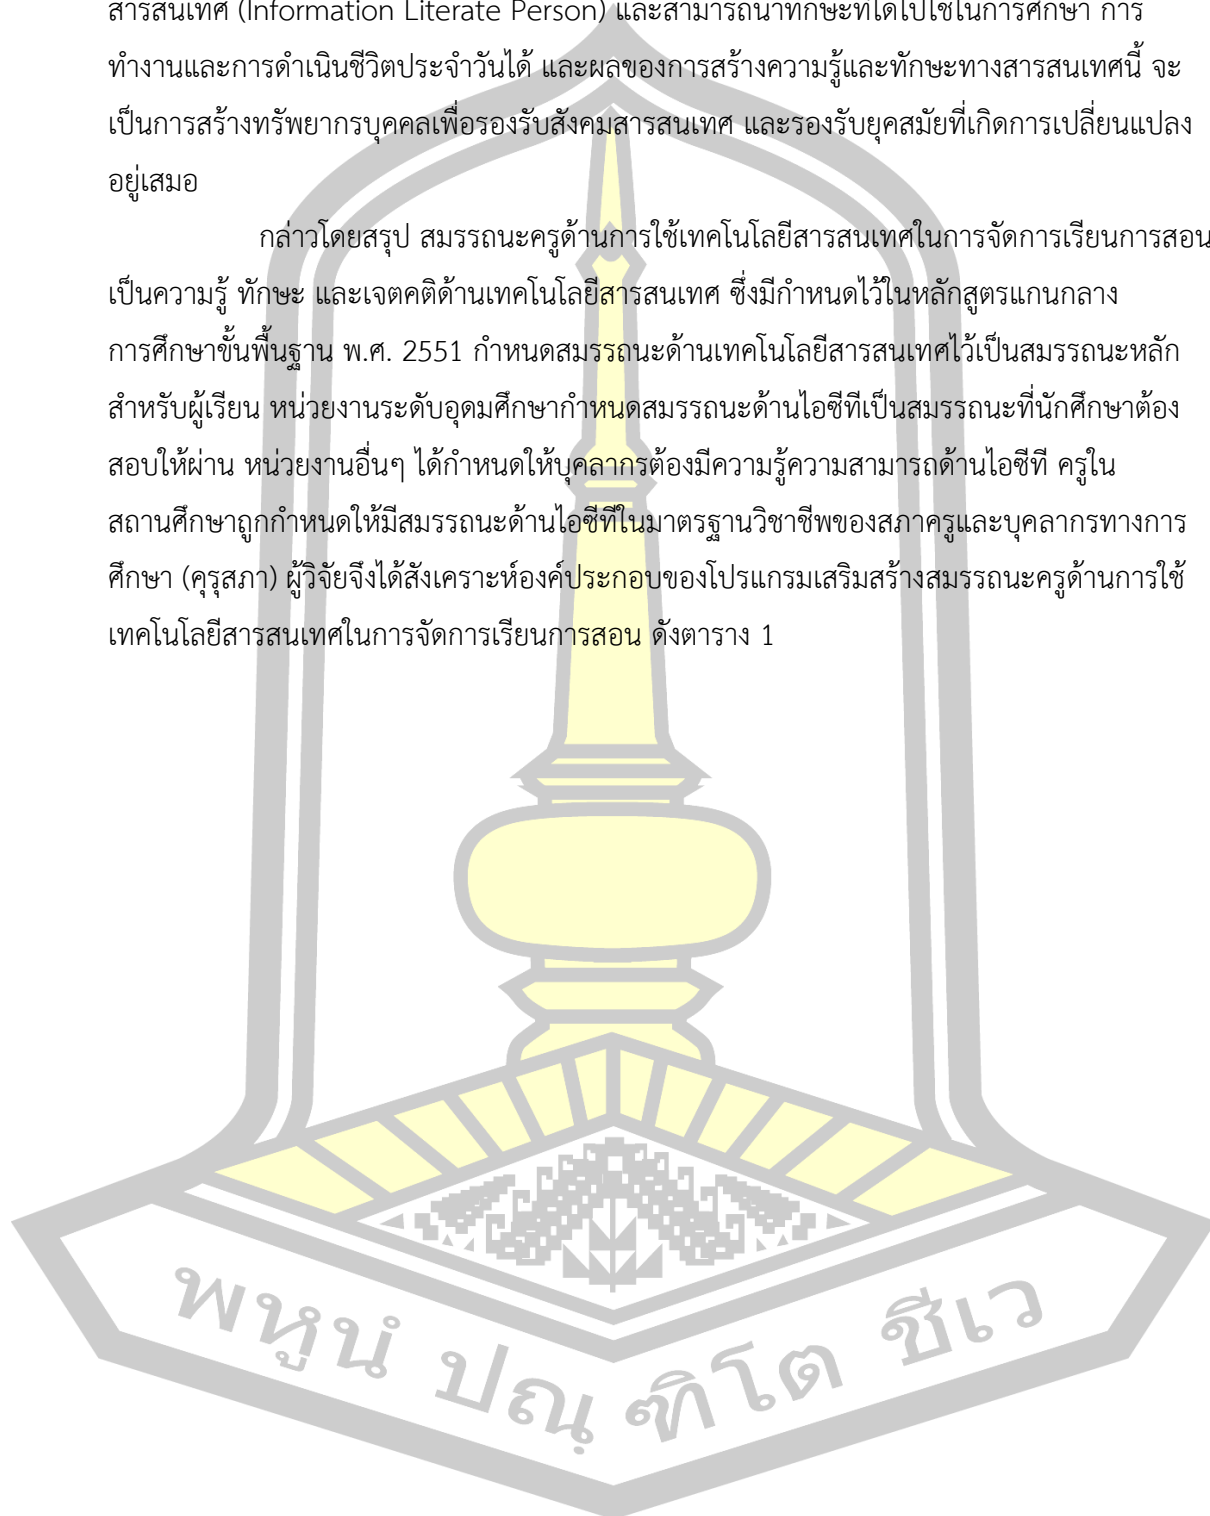 สารสนเทศ (Information Literate Person) และสามารถนำทักษะที่ได้ไปใช้ในการศึกษา การ
ทำงานและการดำเนินชีวิตประจำวันได้ และผลของการสร้างความรู้และทักษะทางสารสนเทศนี้ จะ
เป็นการสร้างทรัพยากรบุคคลเพื่อรองรับสังคมสารสนเทศ และรองรับยุคสมัยที่เกิดการเปลี่ยนแปลง
อยู่เสมอ
กล่าวโดยสรุป สมรรถนะครูด้านการใช้เทคโนโลยีสารสนเทศในการจัดการเรียนการสอน
เป็นความรู้ ทักษะ และเจตคติด้านเทคโนโลยีสารสนเทศ ซึ่งมีกำหนดไว้ในหลักสูตรแกนกลาง
การศึกษาขั้นพื้นฐาน พ.ศ. 2551 กำหนดสมรรถนะด้านเทคโนโลยีสารสนเทศไว้เป็นสมรรถนะหลัก
สำหรับผู้เรียน หน่วยงานระดับอุดมศึกษากำหนดสมรรถนะด้านไอซีทีเป็นสมรรถนะที่นักศึกษาต้อง
สอบให้ผ่าน หน่วยงานอื่นๆ ได้กำหนดให้บุคลากรต้องมีความรู้ความสามารถด้านไอซีที ครูใน
สถานศึกษาถูกกำหนดให้มีสมรรถนะด้านไอซีทีในมาตรฐานวิชาชีพของสภาครูและบุคลากรทางการ
ศึกษา (คุรุสภา) ผู้วิจัยจึงได้สังเคราะห์องค์ประกอบของโปรแกรมเสริมสร้างสมรรถนะครูด้านการใช้
เทคโนโลยีสารสนเทศในการจัดการเรียนการสอน ดังตาราง 1
พหูนํ ปณฺ ฑิโต ชีเว